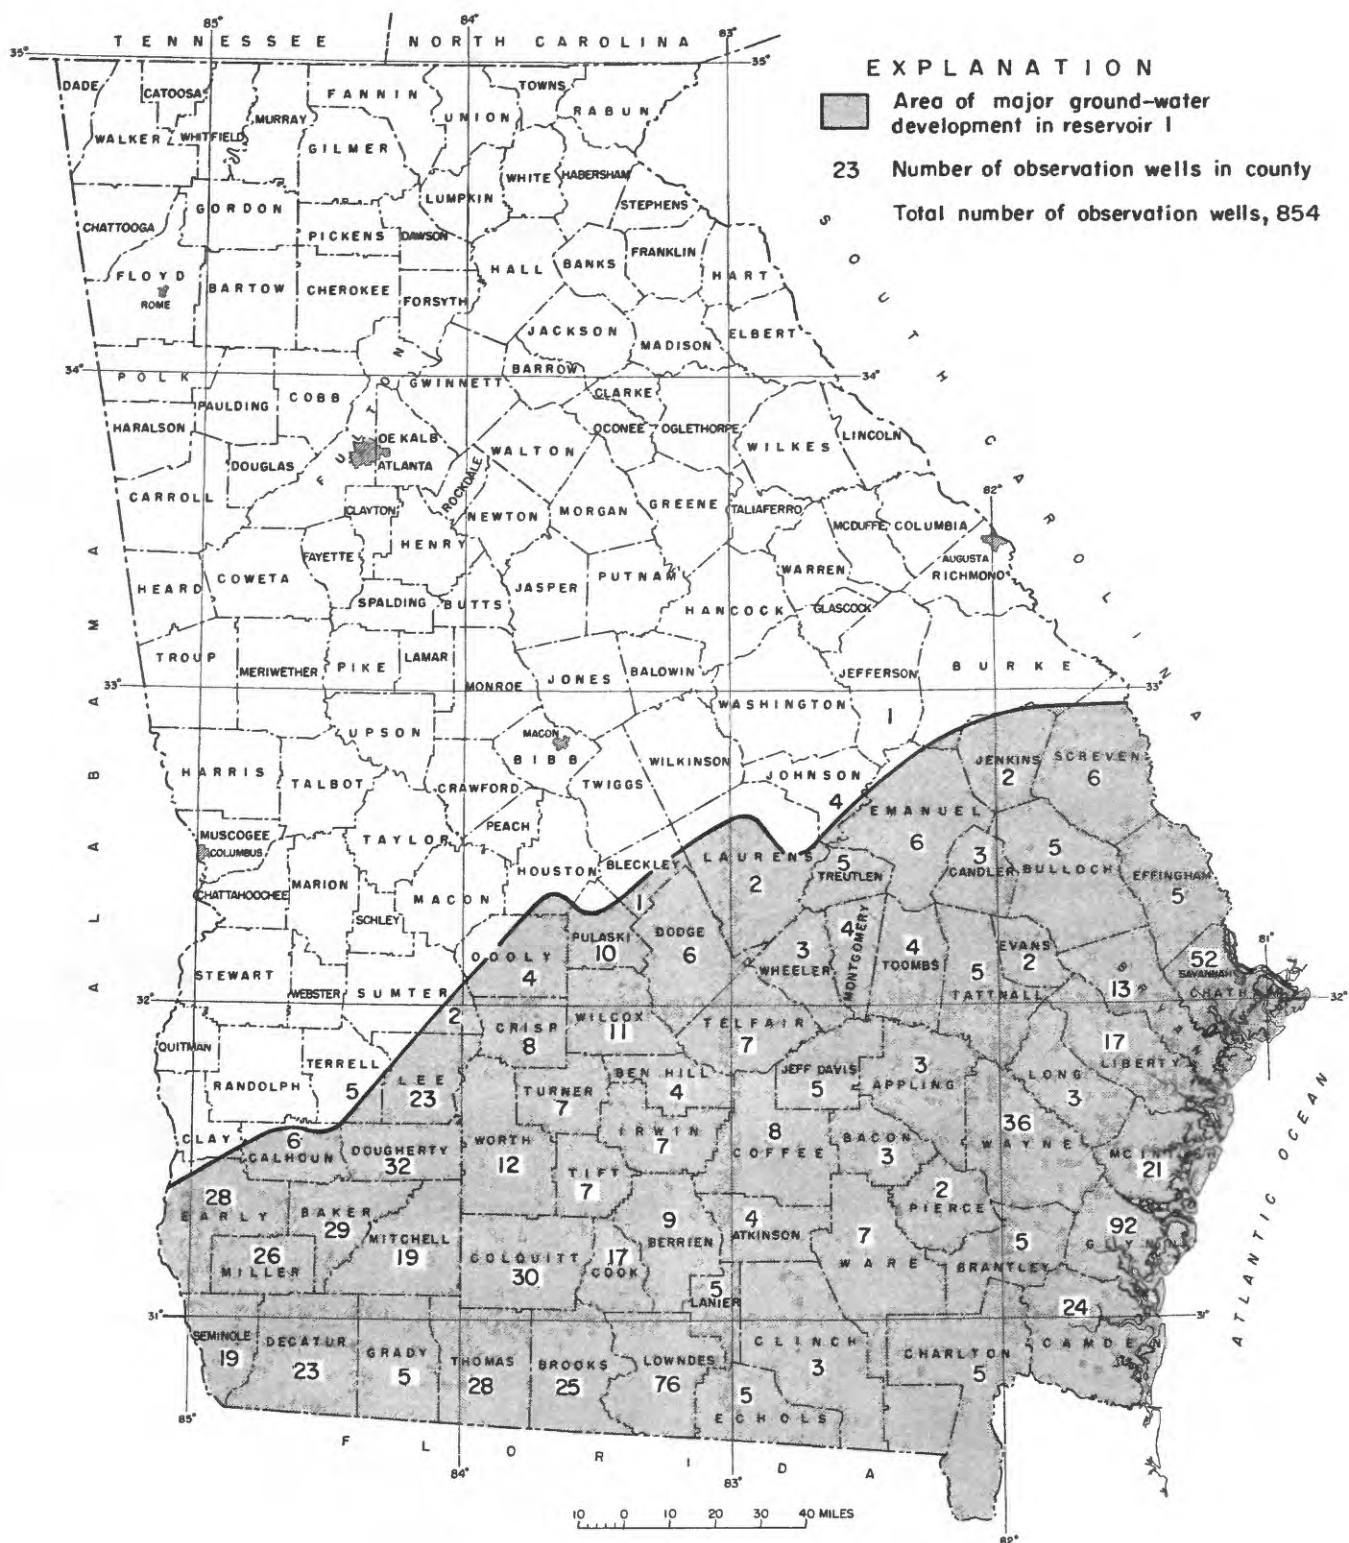 85°
84°
83°
TENNESSEE
NORTH CAROLINA
35°
35°
EXPLANATION
Area of major ground-water
development in reservoir I
23 Number of observation wells in county
Total number of observation wells, 854
DADE
CATOOSA
FANNIN
TOWNS
RABUN
UNION
MURRAY
WALKER
WHITFIELD
GILMER
WHITE
HABERSHAM
LUMPKIN
STEPHENS
GORDON
CHATTOOGA
PICKENS
DAWSON
HALL
BANKS
FRANKLIN
HART
FLOYD
ROME
BARTOW
CHEROKEE
FORSYTH
JACKSON
MADISON
ELBERT
SOUTH CAROLINA
34°
34°
POLK
PAULDING
COBB
FULTON
GWINNETT
BARROW
CLARKE
HARALSON
DOUGLAS
DE KALB
ATLANTA
WALTON
OCONEE
OGLETHORPE
WILKES
LINCOLN
CARROLL
CLAYTON
ROCKDALE
NEWTON
MORGAN
GREENE
TALIAFERRO
MCDUFFE
COLUMBIA
82°
AUGUSTA
RICHMOND
HEARD
COWETA
FAYETTE
HENRY
SPALDING
BUTTS
JASPER
PUTNAM
HANCOCK
WARREN
GLASCOCK
ALABAMA
TROUP
MERIWETHER
PIKE
LAMAR
MONROE
JONES
BALDWIN
WASHINGTON
JEFFERSON
1
BURKE
33°
33°
UPSON
MACON
BIBB
TWIGGS
WILKINSON
JOHNSON
4
JENKINS
2
SCREVEN
6
HARRIS
TALBOT
CRAWFORD
PEACH
EMANUEL
6
MUSCOGEE
COLUMBUS
TAYLOR
HOUSTON
BLECKLEY
1
LAURENS
2
5
TREUTLEN
3
CANDLER
5
BULLOCH
EFFINGHAM
5
CHATTAHOOCHEE
MARION
SCHLEY
MACON
DOOLY
4
PULASKI
10
DODGE
6
3
WHEELER
4
MONTGOMERY
4
TOOMBS
5
TATTNALL
EVANS
2
13
52
SAVANNAH
CHATHAM
81°
STEWART
WEBSTER
SUMTER
2
32°
32°
CRISP
8
WILCOX
11
TELFAIR
7
17
LIBERTY
QUITMAN
RANDOLPH
TERRELL
5
LEE
23
TURNER
7
BEN HILL
4
JEFF DAVIS
5
3
APPLING
LONG
3
36
WAYNE
CLAY
6
CALHOUN
DOUGHERTY
32
WORTH
12
TIFT
7
IRWIN
7
8
COFFEE
BACON
3
MCINTOSH
21
28
EARLY
BAKER
29
MITCHELL
19
26
MILLER
COLQUITT
30
17
COOK
9
BERRIEN
4
ATKINSON
7
WARE
2
PIERCE
5
BRANTLEY
92
GLYNN
5
LANIER
31°
31°
24
CAMDE
SEMINOLE
19
DECATUR
23
GRADY
5
THOMAS
28
BROOKS
25
LOWNDES
76
CLINCH
3
5
ECHOLS
CHARLTON
5
ATLANTIC OCEAN
85°
84°
83°
82°
FLORIDA
10 0 10 20 30 40 MILES